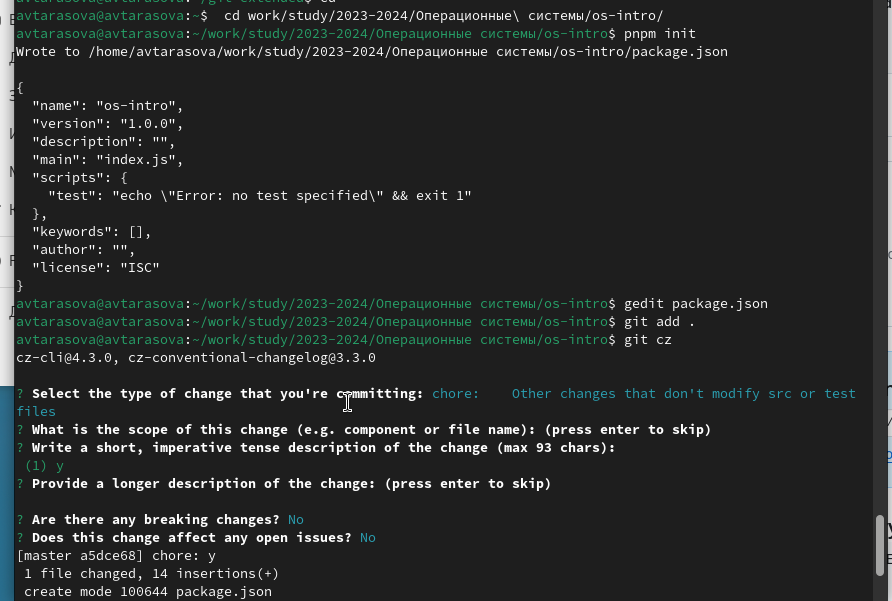 avtarasova@avtarasova:~$  cd work/study/2023-2024/Операционные\ системы/os-intro/
avtarasova@avtarasova:~/work/study/2023-2024/Операционные системы/os-intro$ pnpm init
Wrote to /home/avtarasova/work/study/2023-2024/Операционные системы/os-intro/package.json
{
  "name": "os-intro",
  "version": "1.0.0",
  "description": "",
  "main": "index.js",
  "scripts": {
    "test": "echo \"Error: no test specified\" && exit 1"
  },
  "keywords": [],
  "author": "",
  "license": "ISC"
}
avtarasova@avtarasova:~/work/study/2023-2024/Операционные системы/os-intro$ gedit package.json
avtarasova@avtarasova:~/work/study/2023-2024/Операционные системы/os-intro$ git add .
avtarasova@avtarasova:~/work/study/2023-2024/Операционные системы/os-intro$ git cz
cz-cli@4.3.0, cz-conventional-changelog@3.3.0
? Select the type of change that you're committing: chore:    Other changes that don't modify src or test
files
? What is the scope of this change (e.g. component or file name): (press enter to skip)
? Write a short, imperative tense description of the change (max 93 chars):
 (1) y
? Provide a longer description of the change: (press enter to skip)
? Are there any breaking changes? No
? Does this change affect any open issues? No
[master a5dce68] chore: y
 1 file changed, 14 insertions(+)
 create mode 100644 package.json